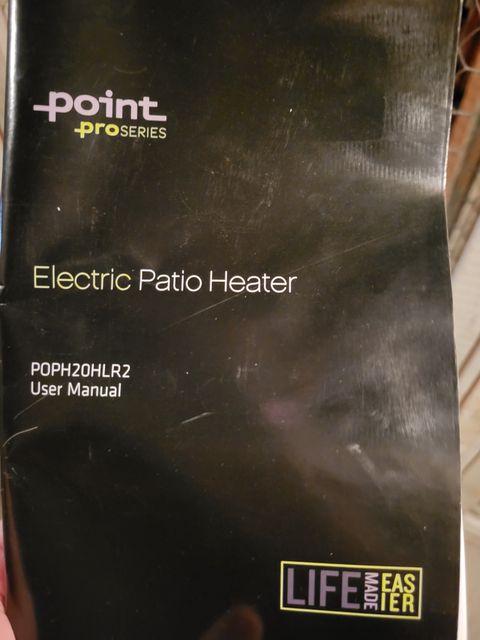 point
proSERIES
Electric Patio Heater
POPH20HLR2
User Manual
LIFE MADE EASIER